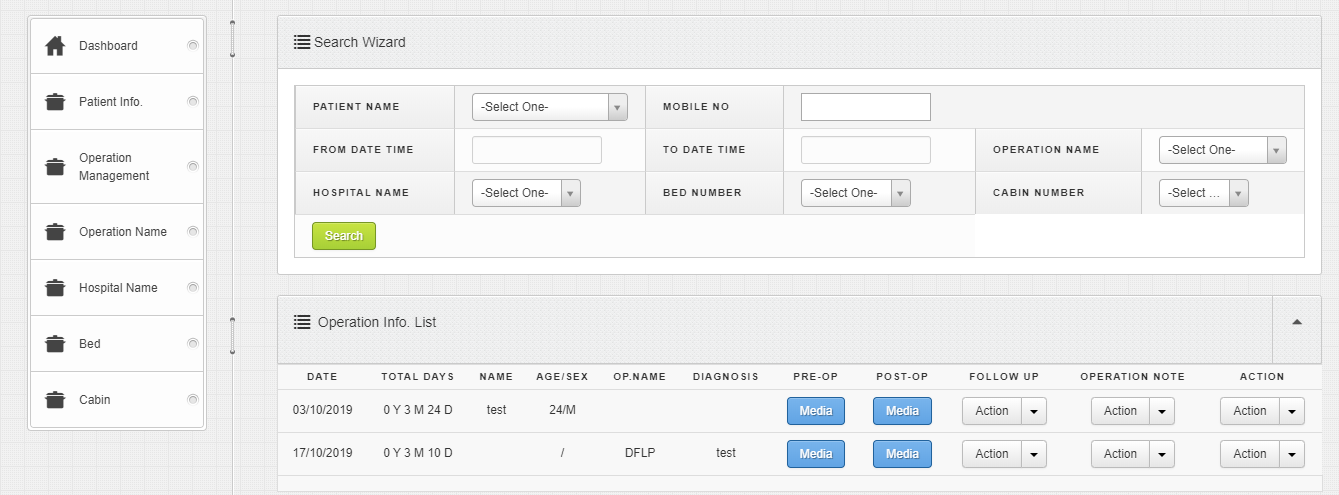 Dashboard
Patient Info.
Operation
Management
Operation Name
Hospital Name
Bed
Cabin
Search Wizard
PATIENT NAME -Select One- MOBILE NO
FROM DATE TIME TO DATE TIME OPERATION NAME -Select One-
HOSPITAL NAME -Select One- BED NUMBER -Select One- CABIN NUMBER -Select ...
Search
Operation Info. List
DATE TOTAL DAYS NAME AGE/SEX OP.NAME DIAGNOSIS PRE-OP POST-OP FOLLOW UP OPERATION NOTE ACTION
03/10/2019 0 Y 3 M 24 D test 24/M Media Media Action Action Action
17/10/2019 0 Y 3 M 10 D / DFLP test Media Media Action Action Action